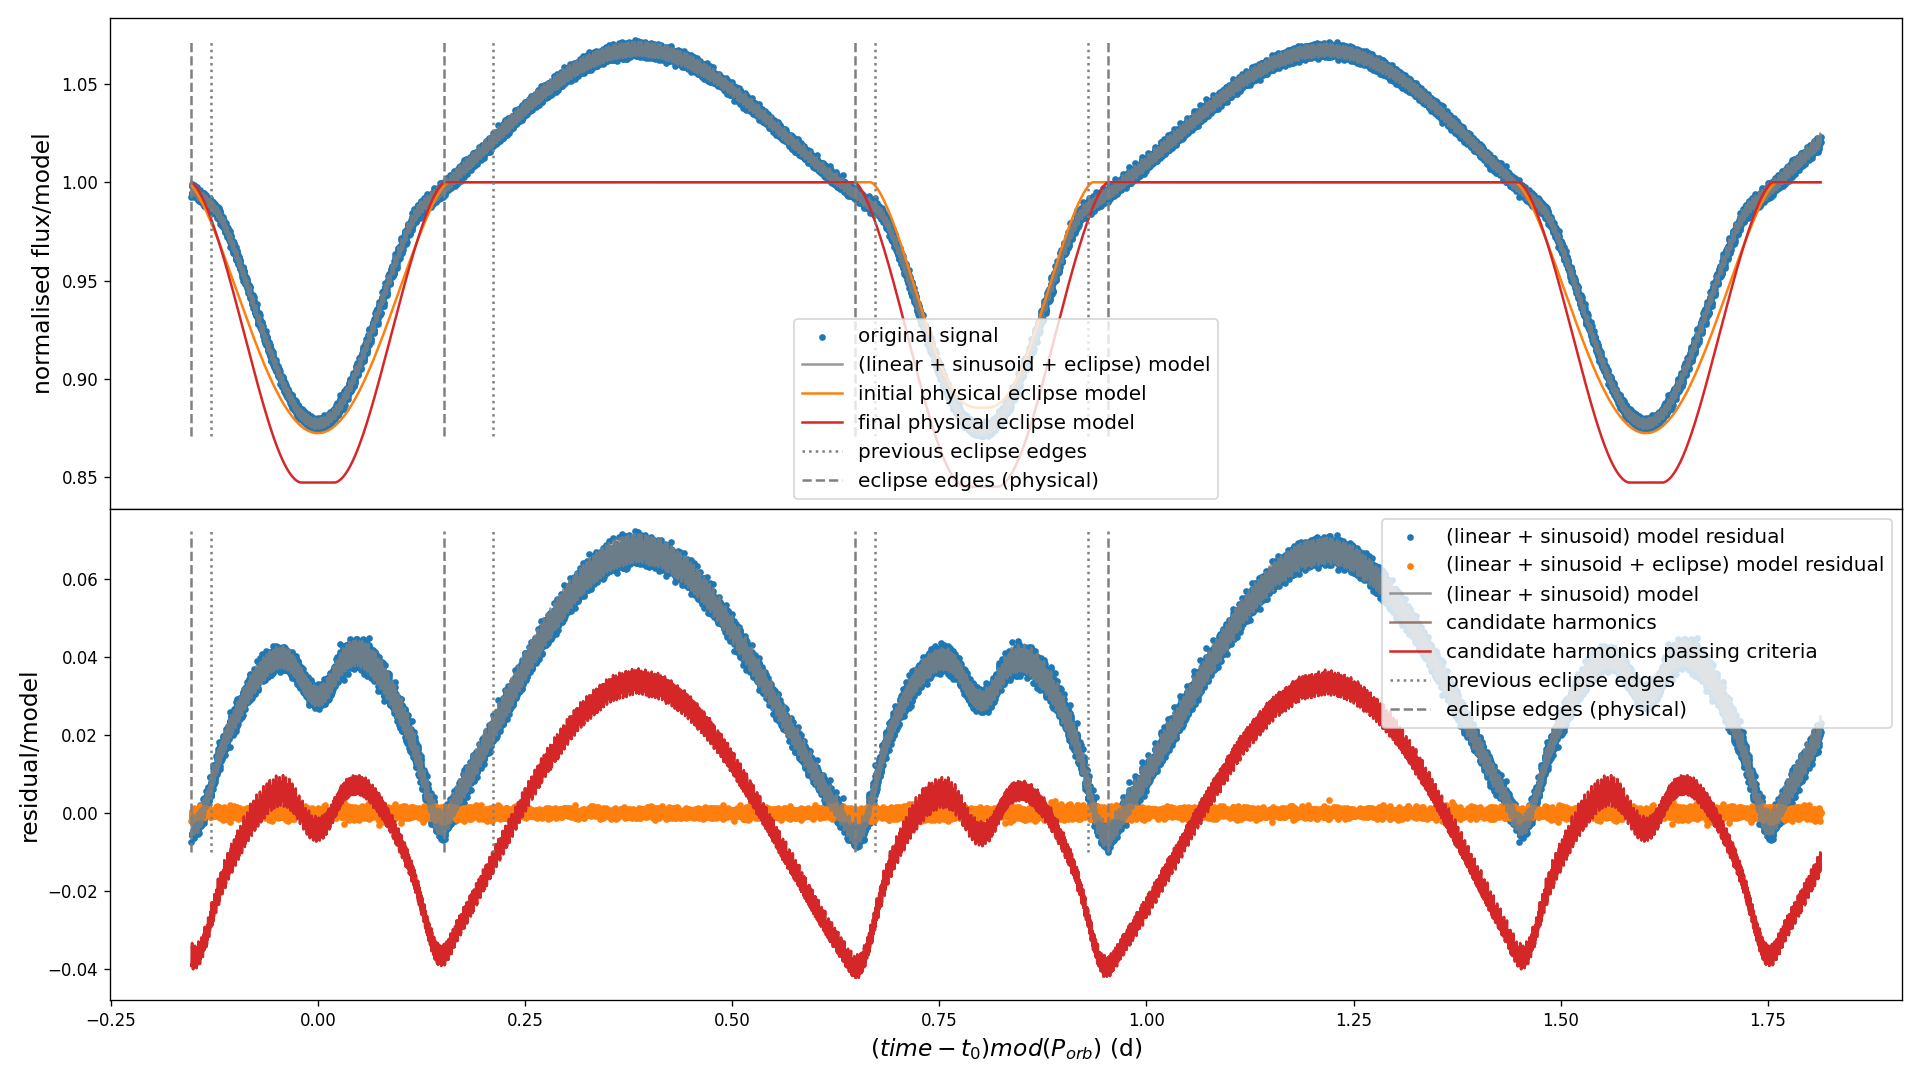 normalised flux/model
1.05
1.00
0.95
0.90
0.85
original signal
(linear + sinusoid + eclipse) model
initial physical eclipse model
final physical eclipse model
previous eclipse edges
eclipse edges (physical)
residual/model
0.06
0.04
0.02
0.00
−0.02
−0.04
(linear + sinusoid) model residual
(linear + sinusoid + eclipse) model residual
(linear + sinusoid) model
candidate harmonics
candidate harmonics passing criteria
previous eclipse edges
eclipse edges (physical)
−0.25 0.00 0.25 0.50 0.75 1.00 1.25 1.50 1.75
(time − t₀)mod(Pₒᵣb) (d)